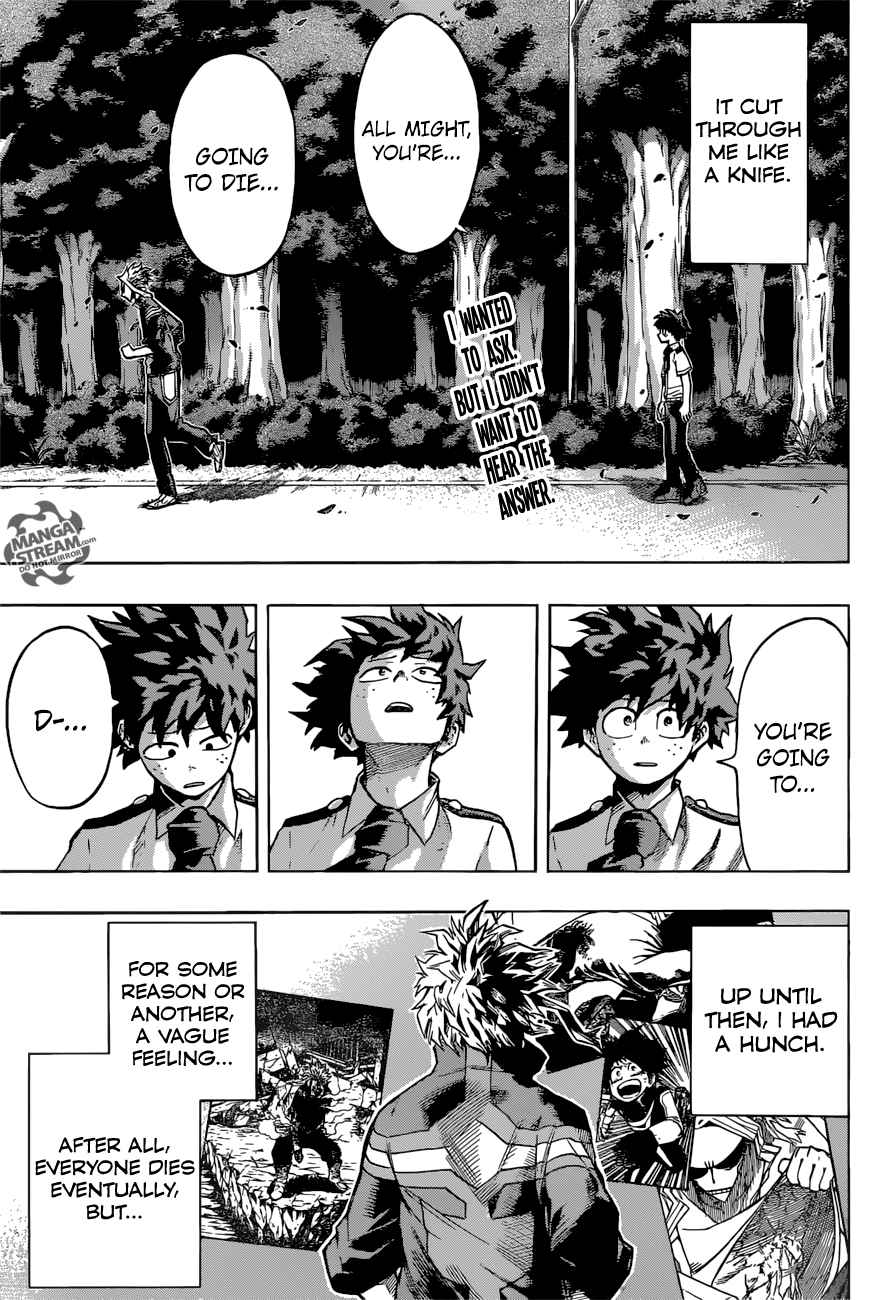 IT CUT
THROUGH
ME LIKE
A KNIFE.
ALL MIGHT,
YOU'RE...
GOING
TO DIE...
I WANTED
TO ASK.
BUT I DIDN'T
WANT TO
HEAR THE
ANSWER.
MANGA
STREAM.com
DO NOT MIRROR
YOU'RE
GOING
TO...
D-...
UP UNTIL
THEN, I HAD
A HUNCH.
FOR SOME
REASON OR
ANOTHER,
A VAGUE
FEELING...
AFTER ALL,
EVERYONE DIES
EVENTUALLY,
BUT...